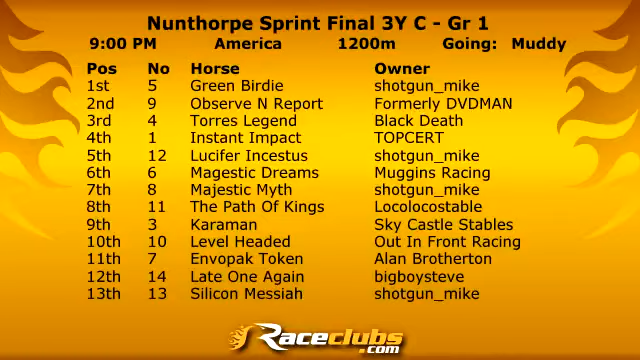 Nunthorpe Sprint Final 3Y C - Gr 1
9:00 PM America 1200m Going: Muddy
Pos No Horse Owner
1st 5 Green Birdie shotgun_mike
2nd 9 Observe N Report Formerly DVDMAN
3rd 4 Torres Legend Black Death
4th 1 Instant Impact TOPCERT
5th 12 Lucifer Incestus shotgun_mike
6th 6 Magestic Dreams Muggins Racing
7th 8 Majestic Myth shotgun_mike
8th 11 The Path Of Kings Locolocostable
9th 3 Karaman Sky Castle Stables
10th 10 Level Headed Out In Front Racing
11th 7 Envopak Token Alan Brotherton
12th 14 Late One Again bigboysteve
13th 13 Silicon Messiah shotgun_mike
Raceclubs
.com